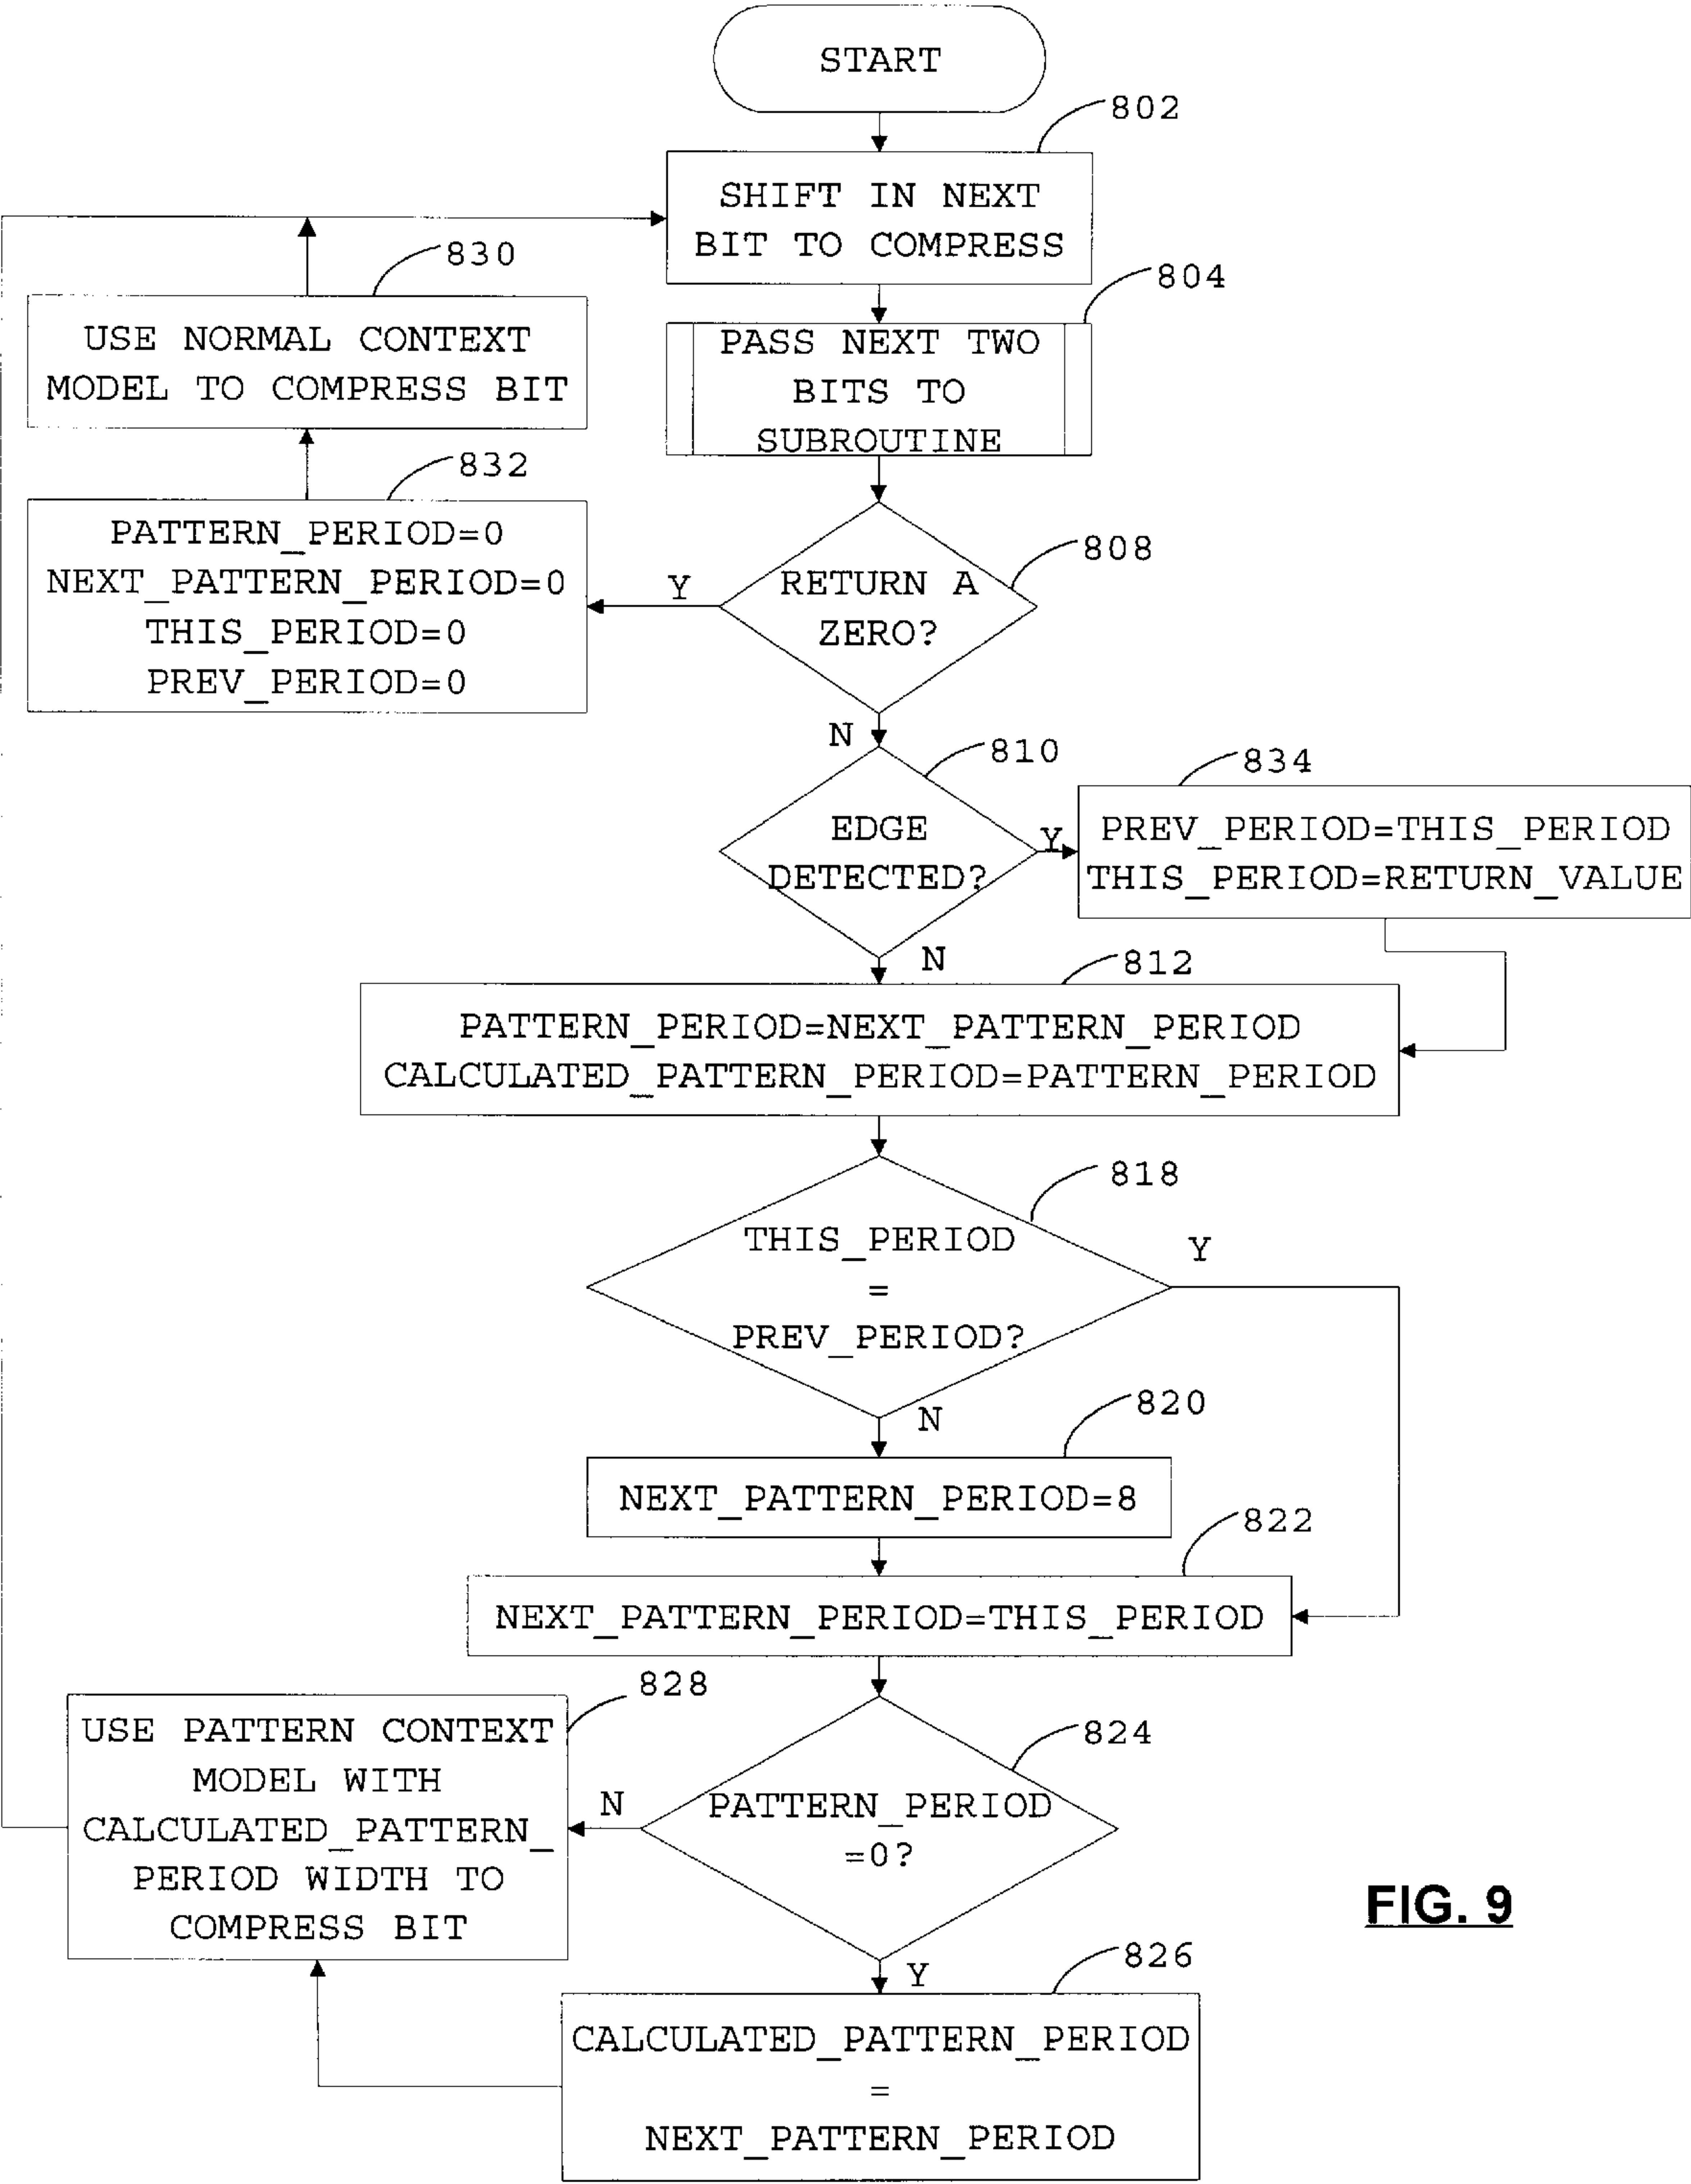 START
802
SHIFT IN NEXT
BIT TO COMPRESS
804
PASS NEXT TWO
BITS TO
SUBROUTINE
830
USE NORMAL CONTEXT
MODEL TO COMPRESS BIT
832
PATTERN_PERIOD=0
NEXT_PATTERN_PERIOD=0
THIS_PERIOD=0
PREV_PERIOD=0
808
RETURN A
ZERO?
Y
N
810
EDGE
DETECTED?
Y
N
834
PREV_PERIOD=THIS_PERIOD
THIS_PERIOD=RETURN_VALUE
812
PATTERN_PERIOD=NEXT_PATTERN_PERIOD
CALCULATED_PATTERN_PERIOD=PATTERN_PERIOD
818
THIS_PERIOD
=
PREV_PERIOD?
Y
N
820
NEXT_PATTERN_PERIOD=8
822
NEXT_PATTERN_PERIOD=THIS_PERIOD
824
PATTERN_PERIOD
=0?
N
Y
828
USE PATTERN CONTEXT
MODEL WITH
CALCULATED_PATTERN_
PERIOD WIDTH TO
COMPRESS BIT
826
CALCULATED_PATTERN_PERIOD
=
NEXT_PATTERN_PERIOD
FIG. 9